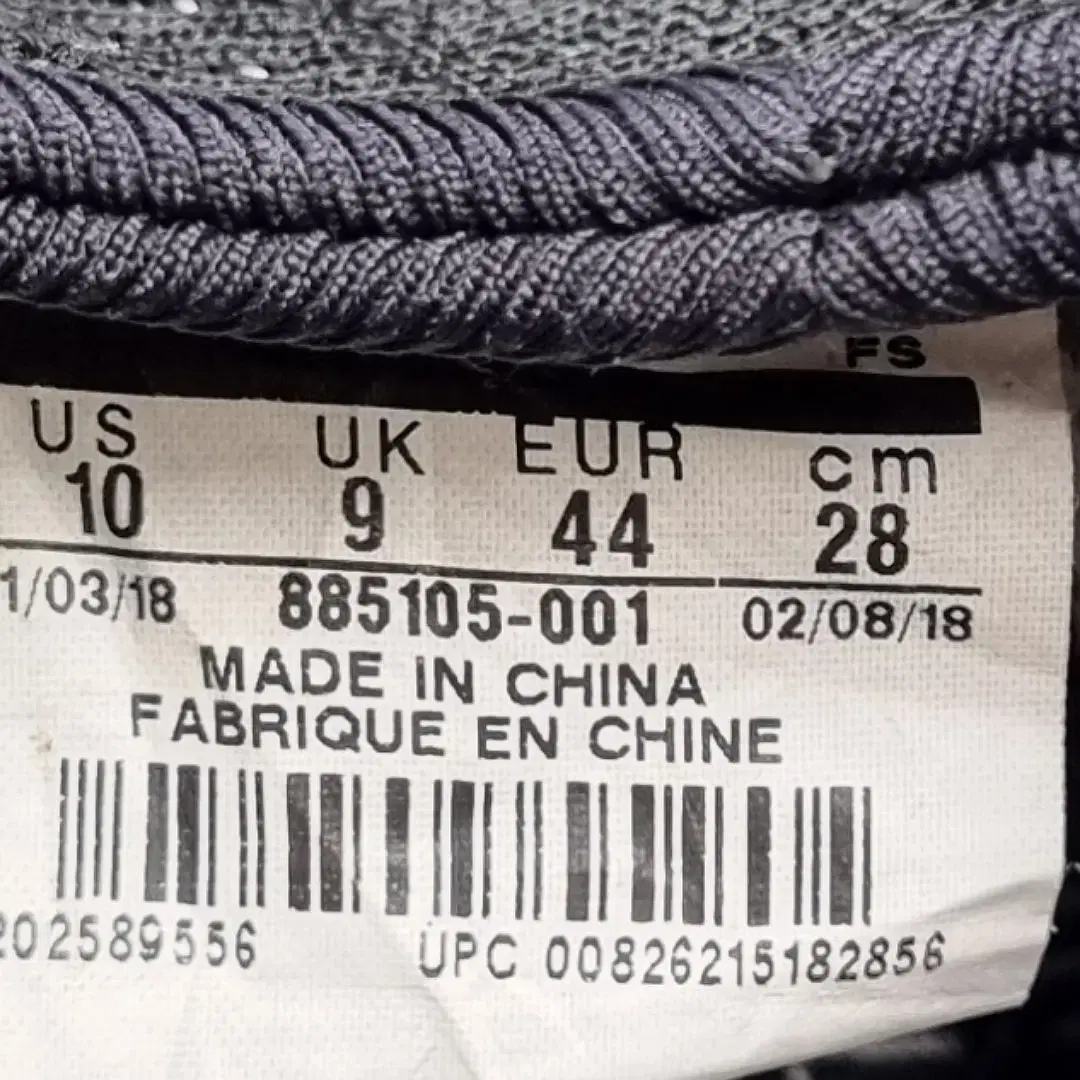 FS
US UK EUR cm
10 9 44 28
1/03/18 885105-001 02/08/18
MADE IN CHINA
FABRIQUE EN CHINE
202589556 UPC 00826215182856